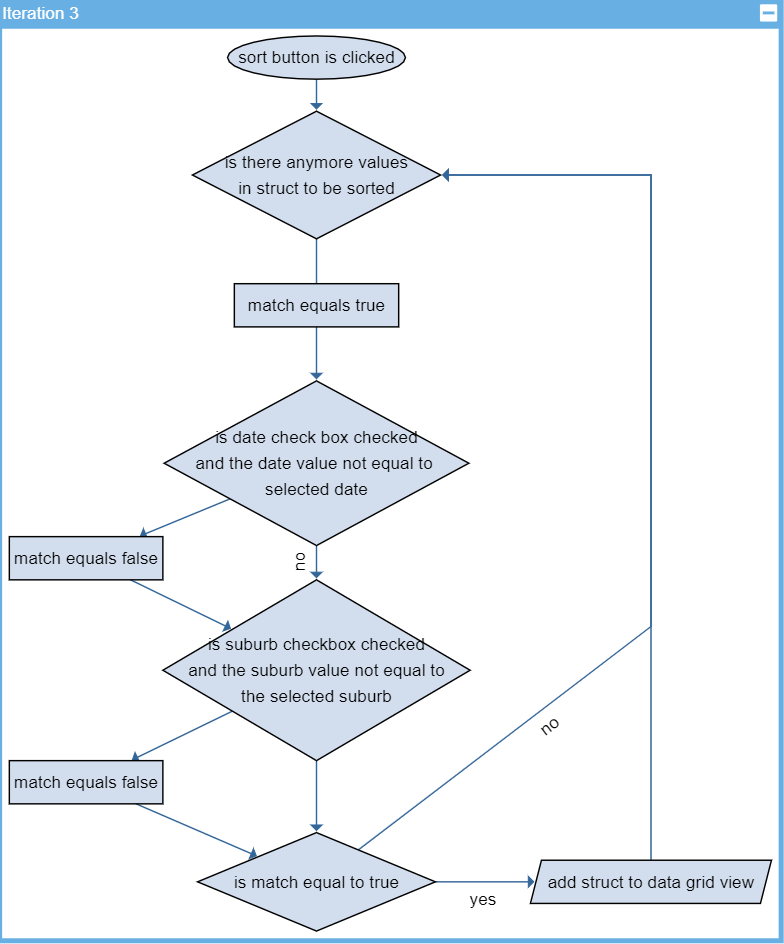 Iteration 3
sort button is clicked
is there anymore values
in struct to be sorted
match equals true
is date check box checked
and the date value not equal to
selected date
match equals false
no
is suburb checkbox checked
and the suburb value not equal to
the selected suburb
no
match equals false
is match equal to true
yes
add struct to data grid view